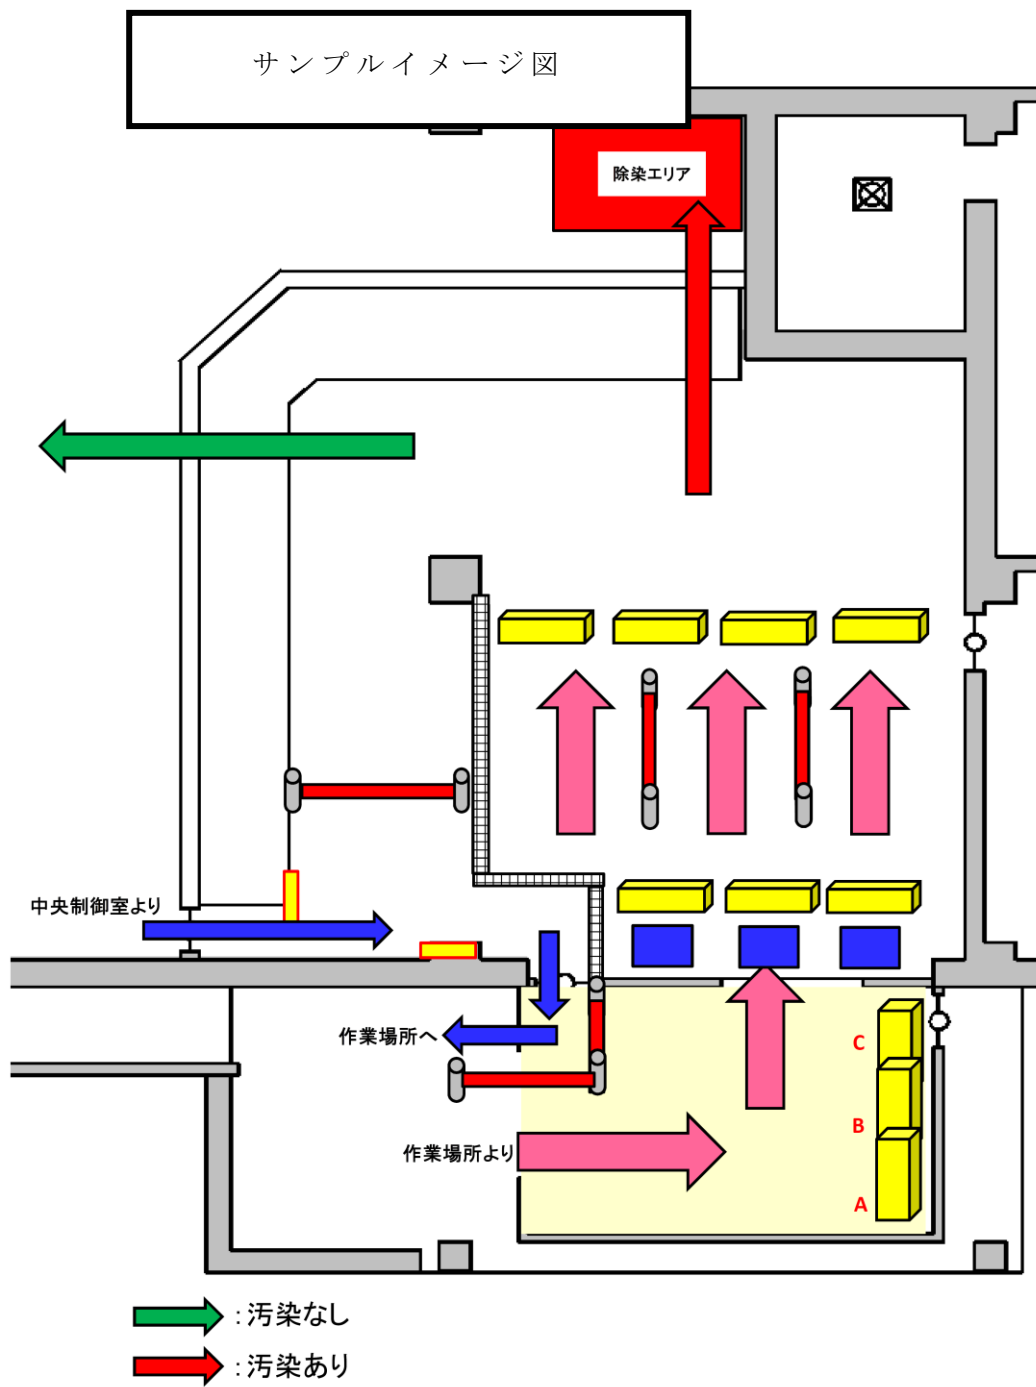 サンプルイメージ図
除染エリア
中央制御室より
作業場所へ
C
B
作業場所より
A
：汚染なし
：汚染あり